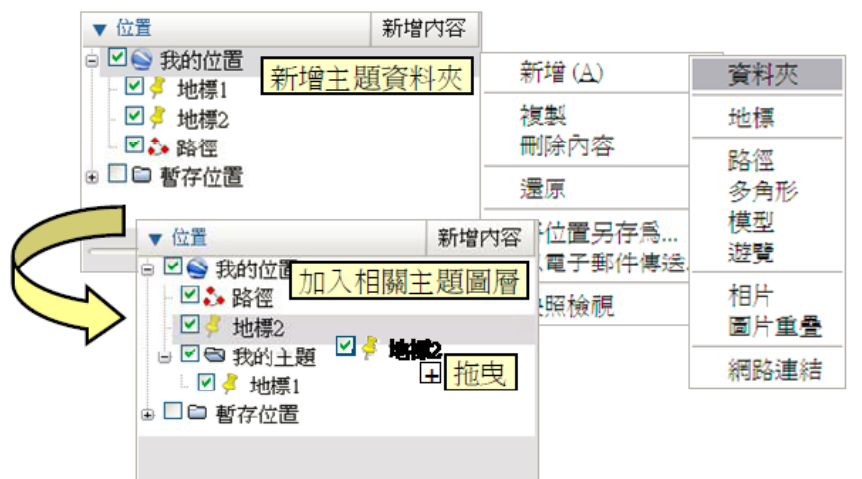 位置 新增內容
我的位置
新增主題資料夾
地標1
地標2
路徑
暫存位置
新增(A)
複製
刪除內容
還原
位置另存為...
電子郵件傳送
照檢視
資料夾
地標
路徑
多角形
模型
遊覽
相片
圖片重疊
網路連結
位置 新增內容
我的位置
加入相關主題圖層
路徑
地標2
我的主題
地標2
拖曳
地標1
暫存位置